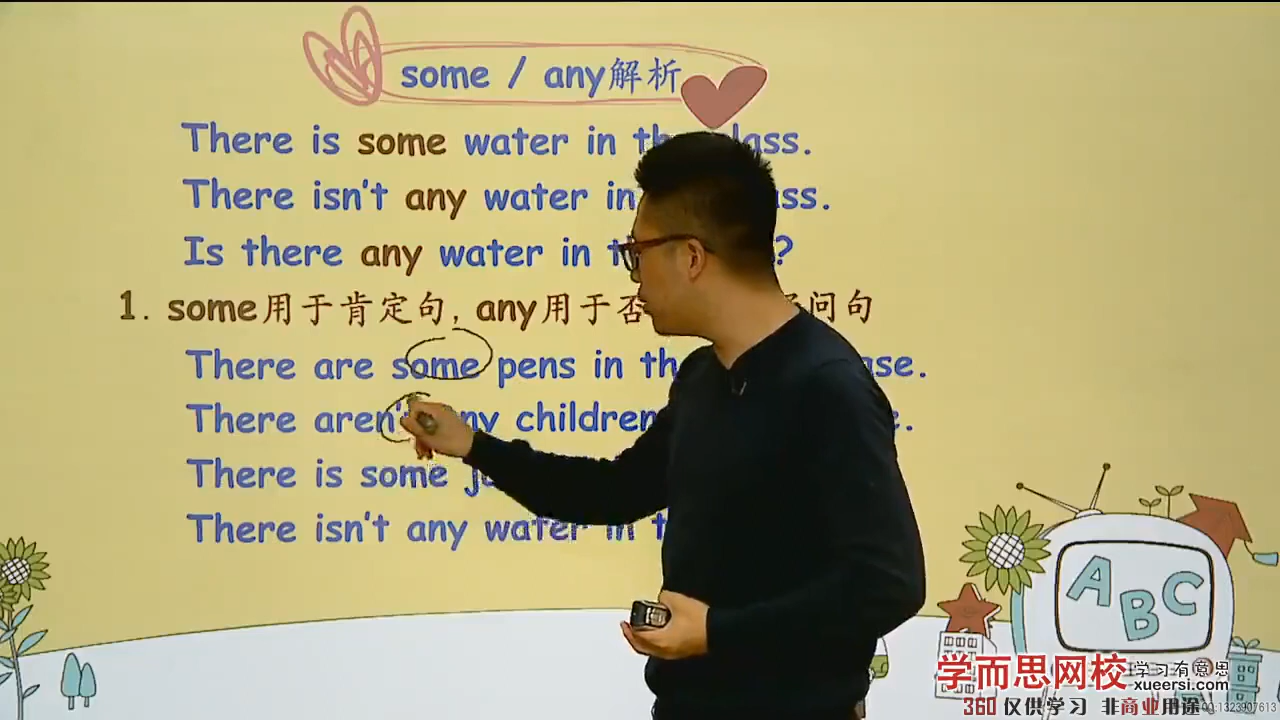 some / any解析
There is some water in the glass.
There isn't any water in ass.
Is there any water in ?
1. some用于肯定句, any用于否 问句
There are some pens in th ase.
There aren't any children
There is some
There isn't any water in
ABC
学而思网校 学习有意思
xueersi.com
360 仅供学习 非商业用途